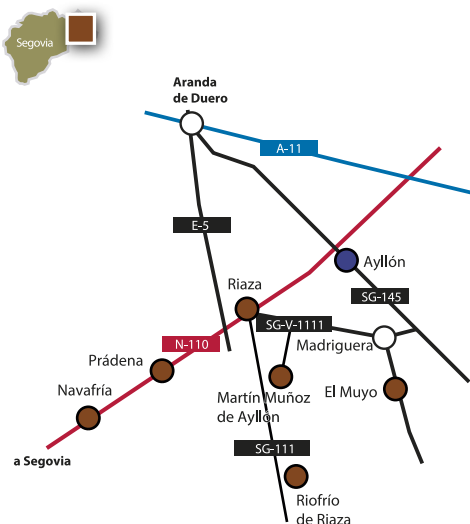 Segovia
Aranda
de Duero
A-11
E-5
Ayllón
Riaza
SG-145
SG-V-1111
N-110
Madriguera
Prádena
Navafría
Martín Muñoz
de Ayllón
El Muyo
SG-111
a Segovia
Riofrío
de Riaza